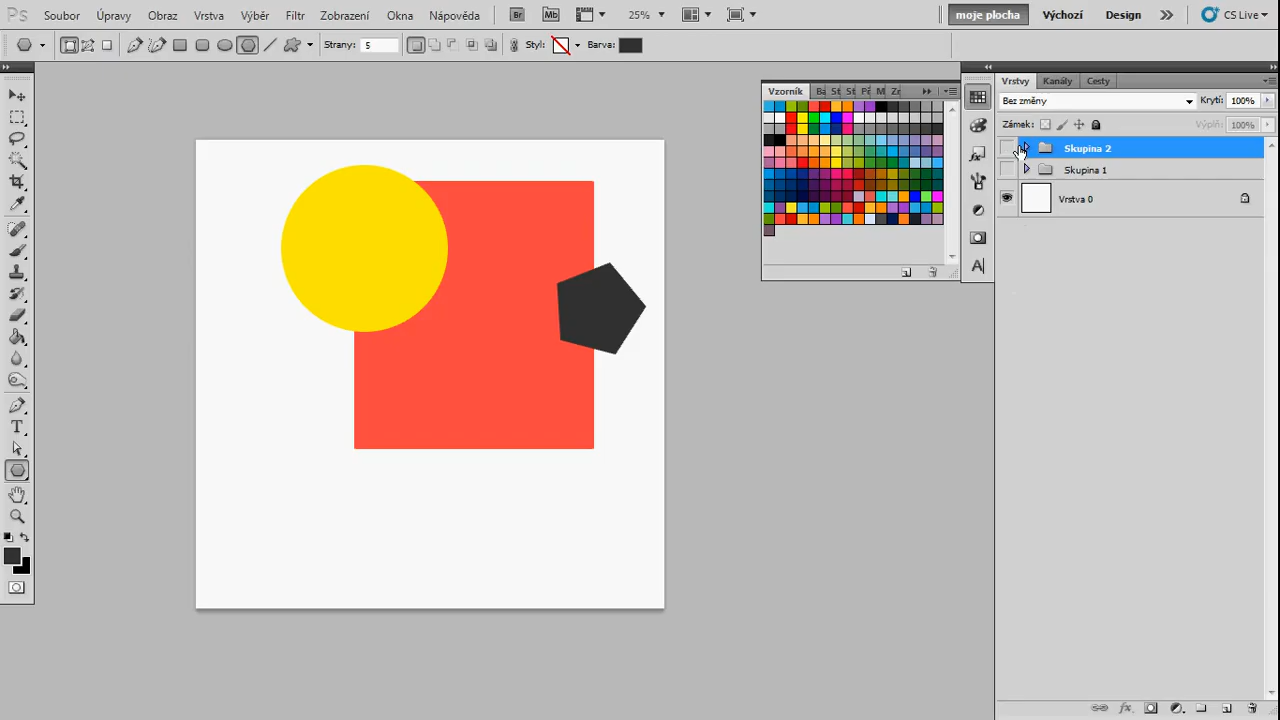 Ps Soubor Úpravy Obraz Vrstva Výběr Filtr Zobrazení Okna Nápověda Br Mb 25% moje plocha Výchozí Design CS Live
Strany: 5 Styl: Barva:
Vrstvy Kanály Cesty
Vzorník
Bez změny Krytí: 100%
Zámek: Výplň: 100%
Skupina 2
Skupina 1
Vrstva 0